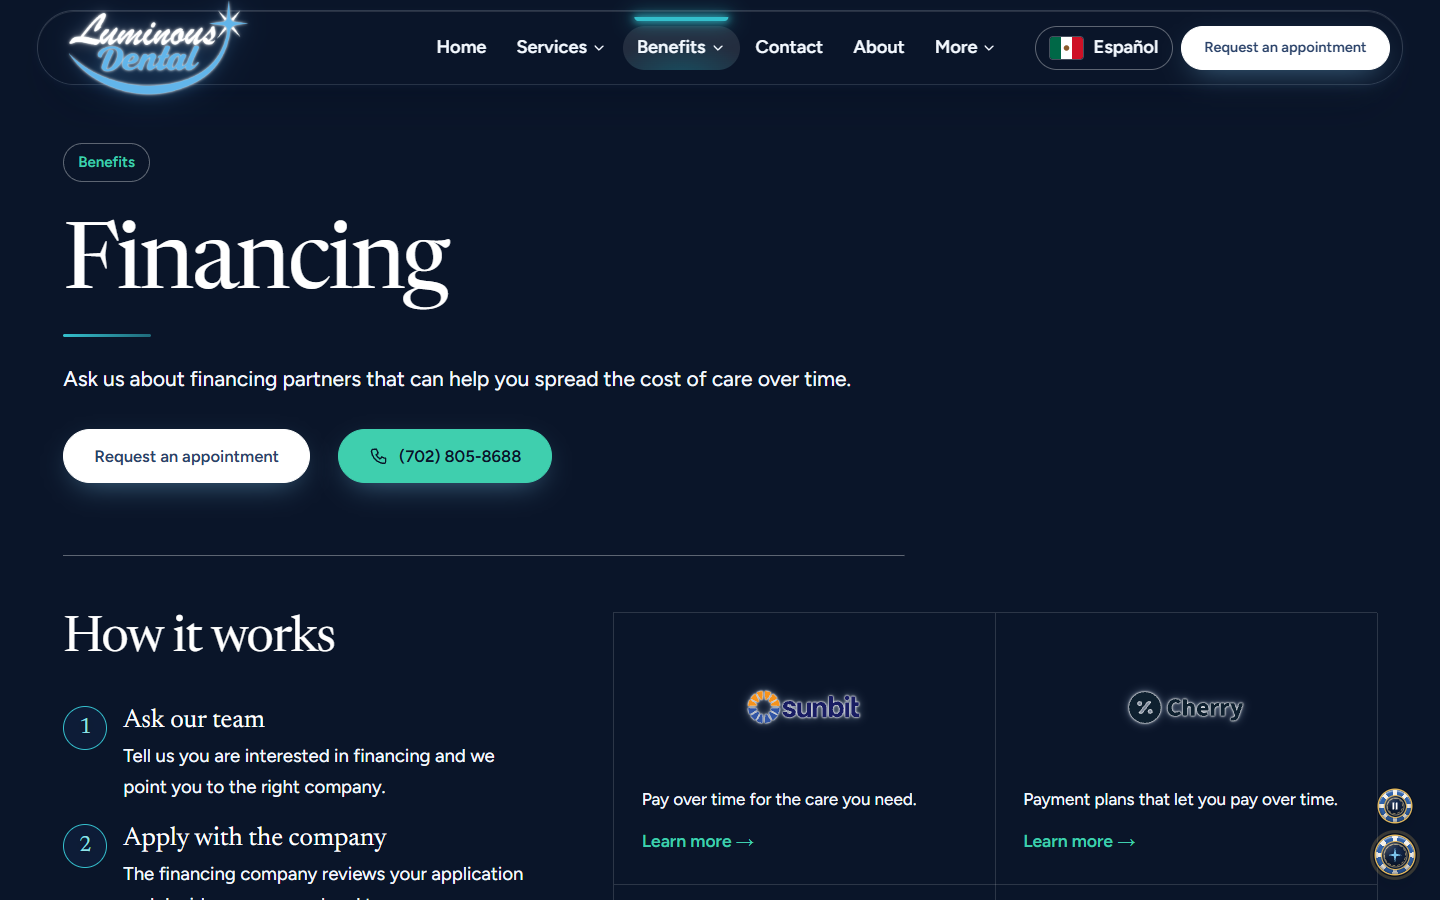 Luminous
Dental
Home
Services
Benefits
Contact
About
More
Español
Request an appointment
Benefits
Financing
Ask us about financing partners that can help you spread the cost of care over time.
Request an appointment
(702) 805-8688
How it works
1
Ask our team
Tell us you are interested in financing and we
point you to the right company.
2
Apply with the company
The financing company reviews your application
sunbit
Pay over time for the care you need.
Learn more →
Cherry
Payment plans that let you pay over time.
Learn more →